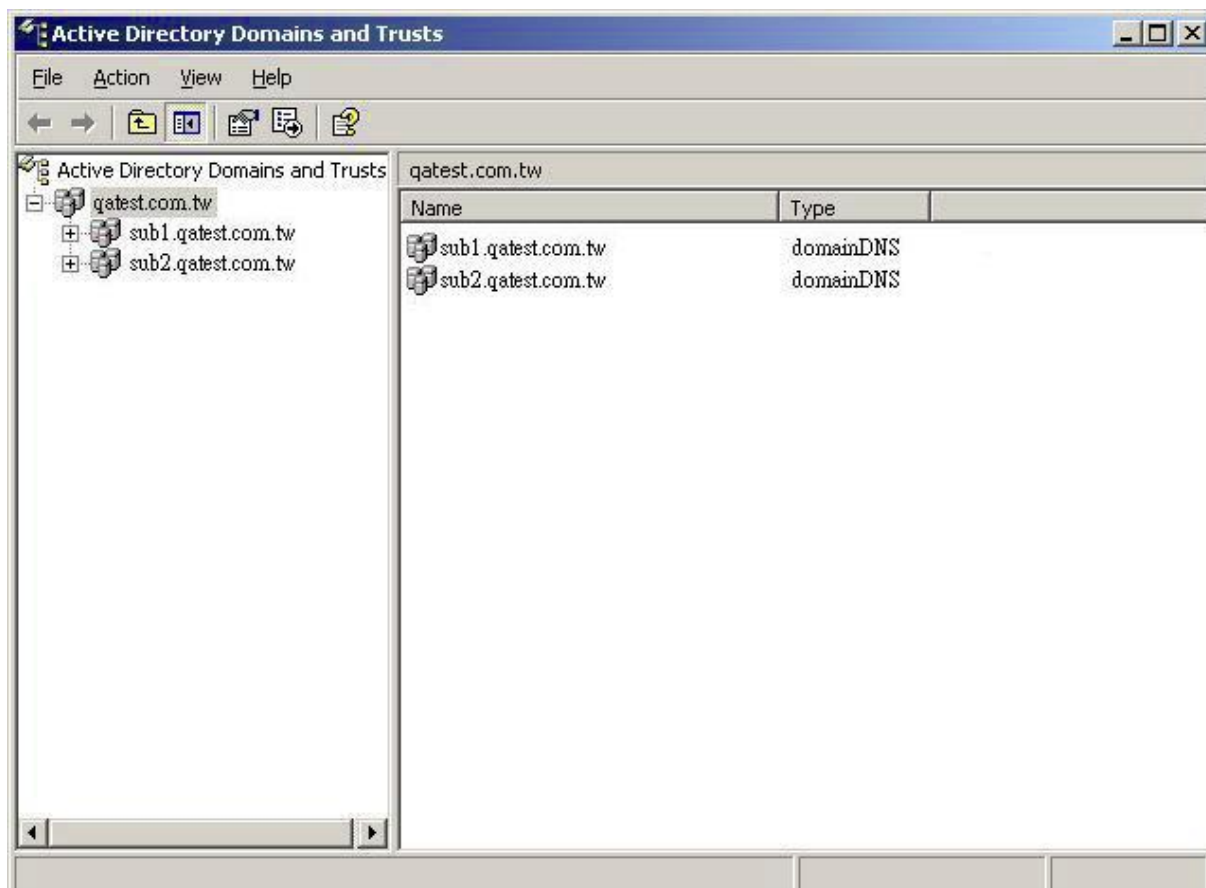 Active Directory Domains and Trusts
File Action View Help
Active Directory Domains and Trusts
qatest.com.tw
sub1.qatest.com.tw
sub2.qatest.com.tw
qatest.com.tw
Name Type
sub1.qatest.com.tw domainDNS
sub2.qatest.com.tw domainDNS